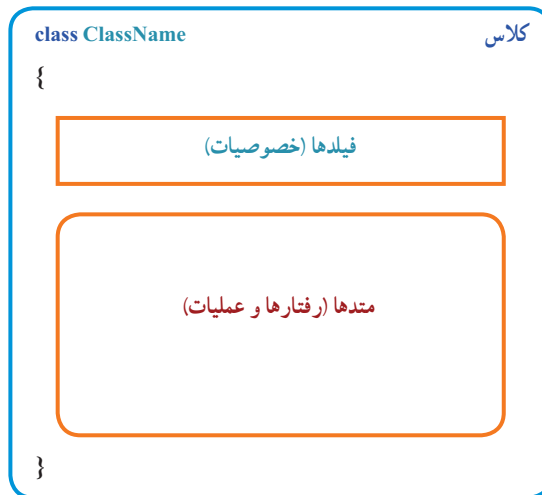 کلاس
class ClassName
{
فیلدها (خصوصیات)
متدها (رفتارها و عملیات)
}